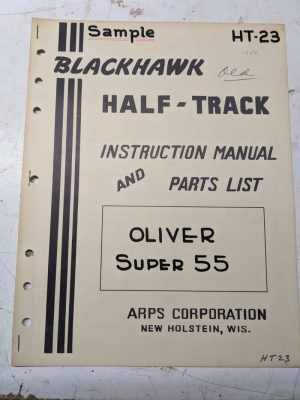 Sample
HT-23
1954
BLACKHAWK
Old
HALF-TRACK
INSTRUCTION MANUAL
AND PARTS LIST
OLIVER
SUPER 55
ARPS CORPORATION
NEW HOLSTEIN, WIS.
HT23